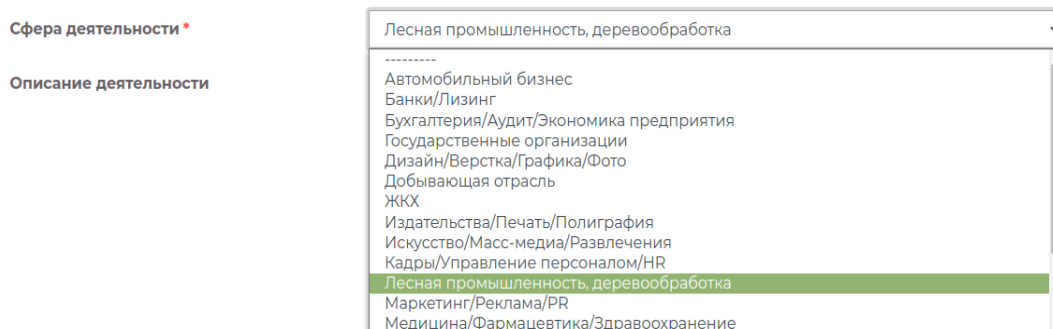 Сфера деятельности *
Лесная промышленность, деревообработка
Описание деятельности
---------
Автомобильный бизнес
Банки/Лизинг
Бухгалтерия/Аудит/Экономика предприятия
Государственные организации
Дизайн/Верстка/Графика/Фото
Добывающая отрасль
ЖКХ
Издательства/Печать/Полиграфия
Искусство/Масс-медиа/Развлечения
Кадры/Управление персоналом/HR
Лесная промышленность, деревообработка
Маркетинг/Реклама/PR
Медицина/Фармацевтика/Здравоохранение